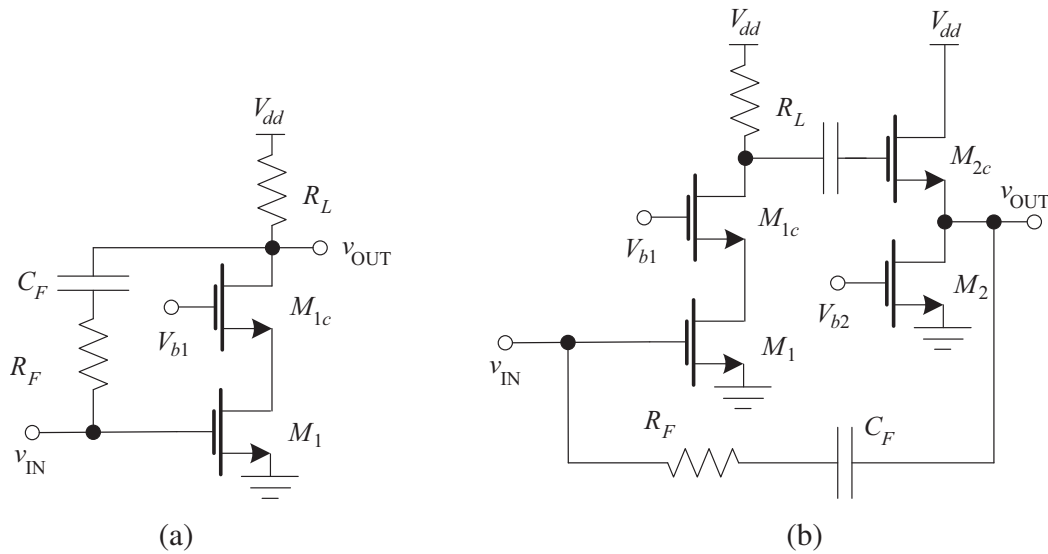 V_dd
R_L
v_OUT
C_F
M_1c
V_b1
R_F
M_1
v_IN
(a)
V_dd
V_dd
R_L
M_2c
v_OUT
M_1c
V_b1
M_2
V_b2
M_1
v_IN
R_F
C_F
(b)